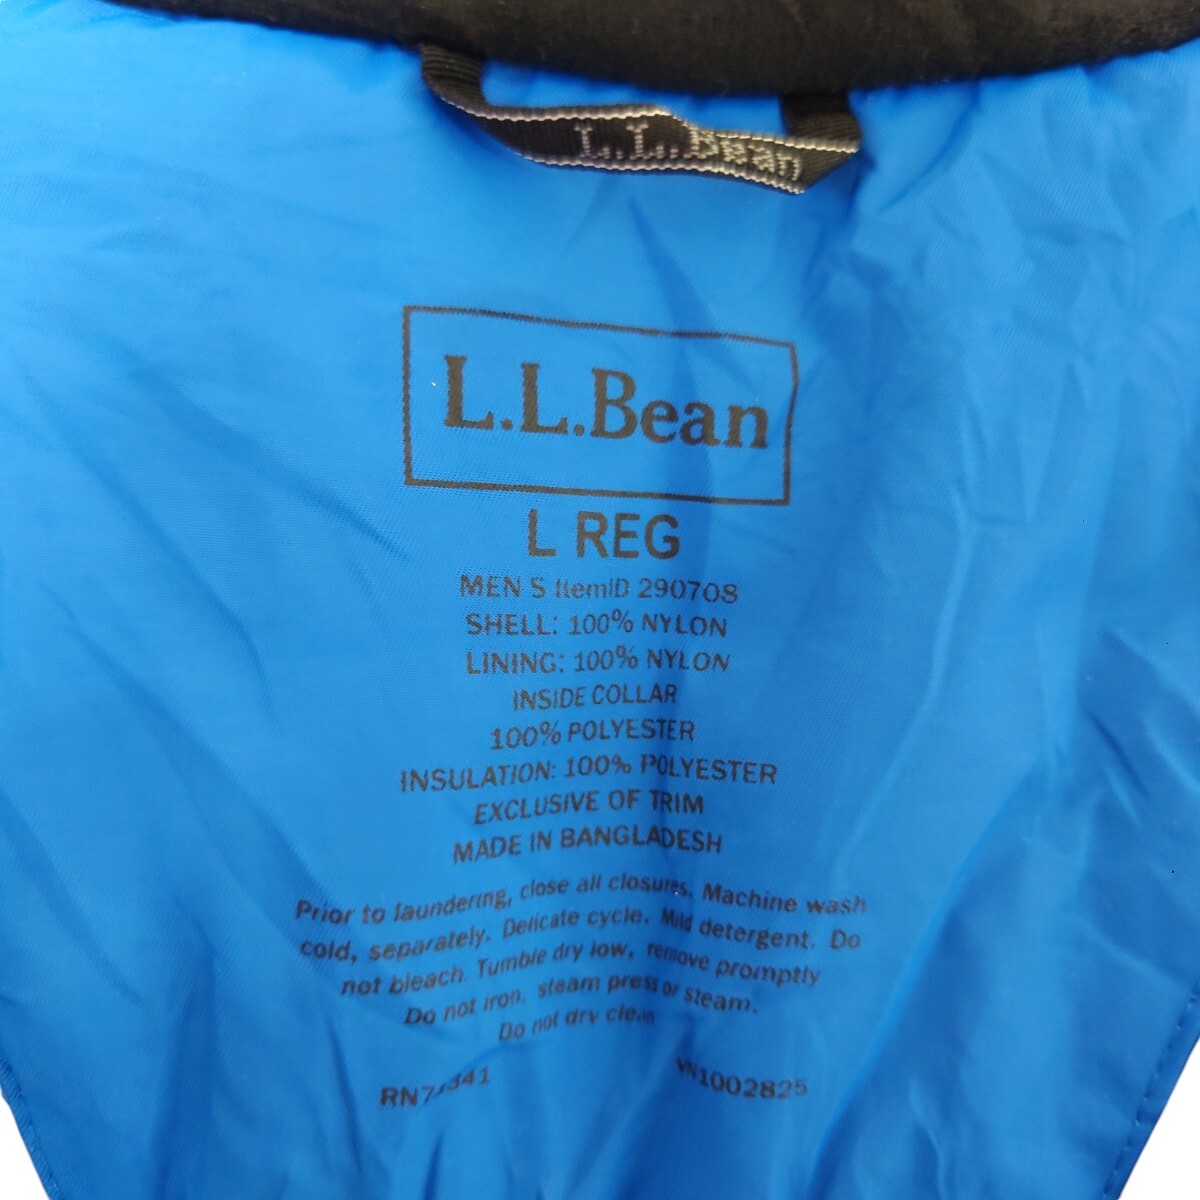 L.L.Bean
L.L.Bean
L REG
MEN S ItemID 290708
SHELL: 100% NYLON
LINING: 100% NYLON
INSIDE COLLAR
100% POLYESTER
INSULATION: 100% POLYESTER
EXCLUSIVE OF TRIM
MADE IN BANGLADESH
Prior to laundering, close all closures. Machine wash
cold, separately. Delicate cycle. Mild detergent. Do
not bleach. Tumble dry low, remove promptly
Do not iron, steam press or steam.
Do not dry clean.
VN1002825